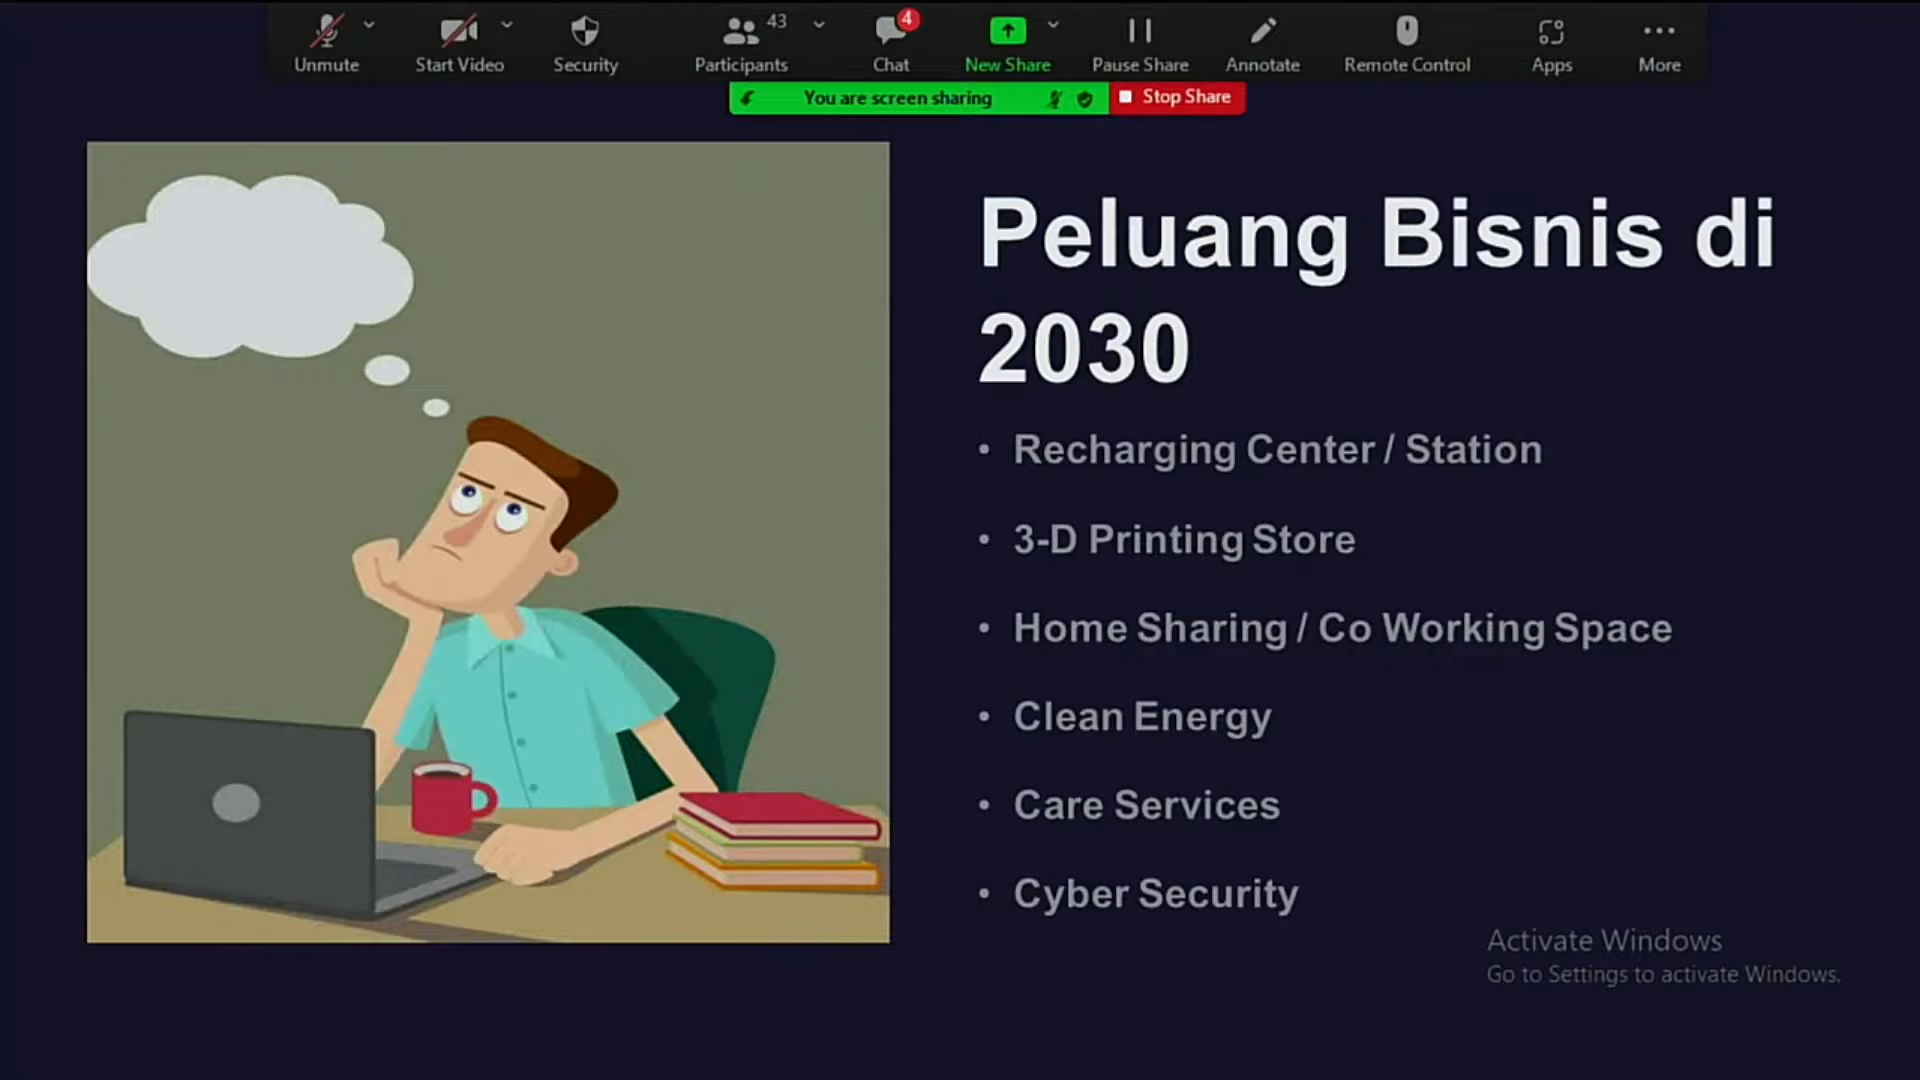 Unmute
Start Video
Security
Participants
43
Chat
4
New Share
Pause Share
Annotate
Remote Control
Apps
More
You are screen sharing
Stop Share
Peluang Bisnis di
2030
• Recharging Center / Station
• 3-D Printing Store
• Home Sharing / Co Working Space
• Clean Energy
• Care Services
• Cyber Security
Activate Windows
Go to Settings to activate Windows.